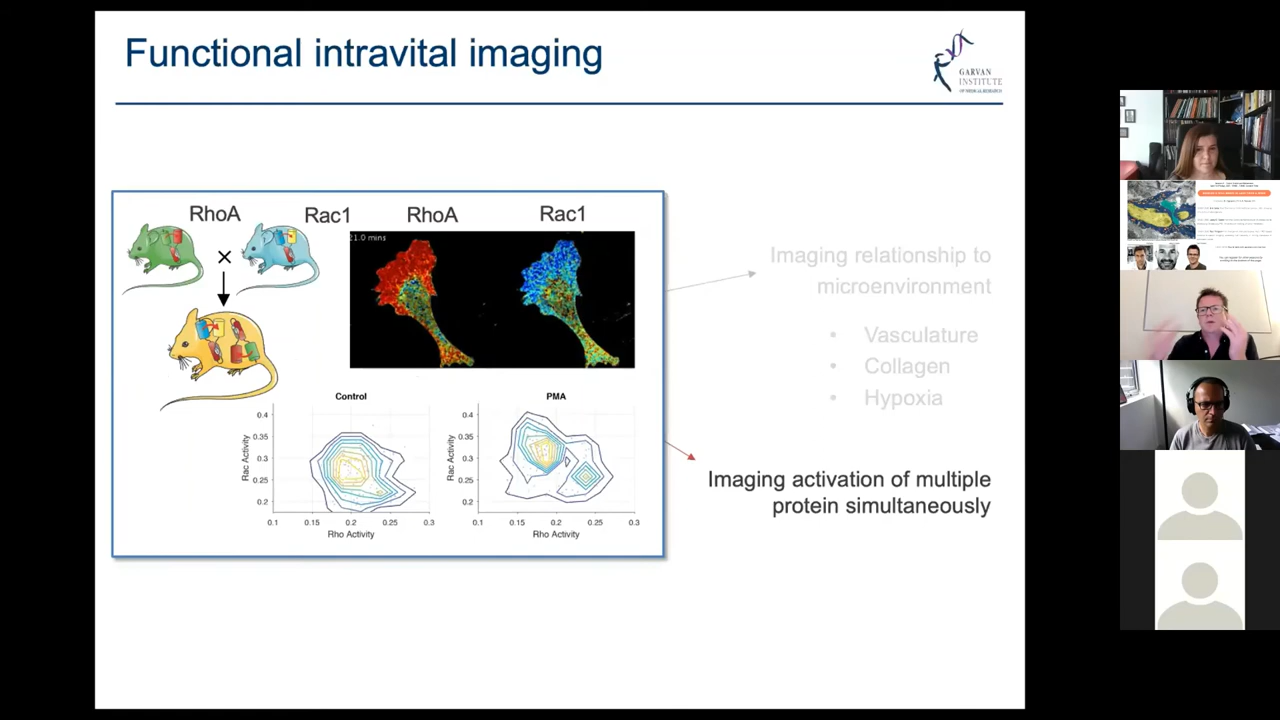 Functional intravital imaging
GARVAN
INSTITUTE
OF MEDICAL RESEARCH
RhoA
Rac1
RhoA
Rac1
×
21.0 mins
Imaging relationship to
microenvironment
• Vasculature
• Collagen
• Hypoxia
Control
Rac Activity
0.4
0.35
0.3
0.25
0.2
0.1 0.15 0.2 0.25 0.3
Rho Activity
PMA
Rac Activity
0.4
0.35
0.3
0.25
0.2
0.1 0.15 0.2 0.25 0.3
Rho Activity
Imaging activation of multiple
protein simultaneously